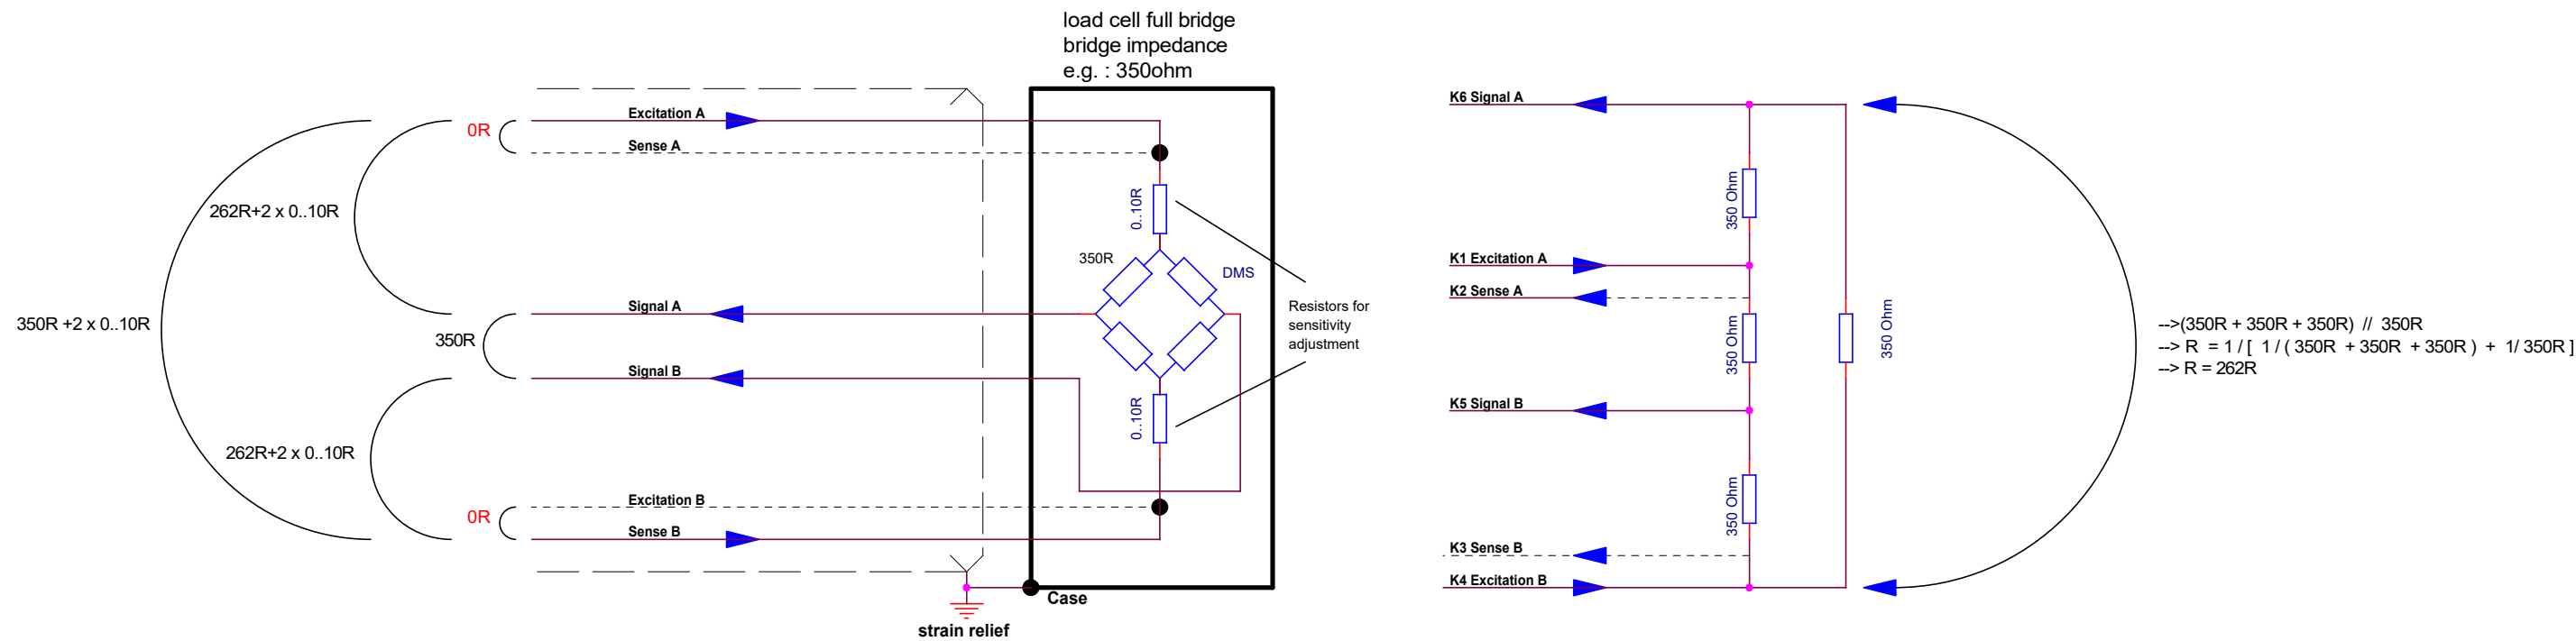 load cell full bridge
bridge impedance
e.g. : 350ohm
Excitation A
0R
Sense A
262R+2 x 0..10R
0..10R
350R
DMS
Resistors for
sensitivity
adjustment
Signal A
350R +2 x 0..10R
350R
Signal B
0..10R
262R+2 x 0..10R
Excitation B
0R
Sense B
Case
strain relief
K6 Signal A
350 Ohm
K1 Excitation A
K2 Sense A
350 Ohm
350 Ohm
K5 Signal B
350 Ohm
K3 Sense B
K4 Excitation B
-->(350R + 350R + 350R) // 350R
--> R = 1 / [ 1 / ( 350R + 350R + 350R ) + 1/ 350R ]
--> R = 262R